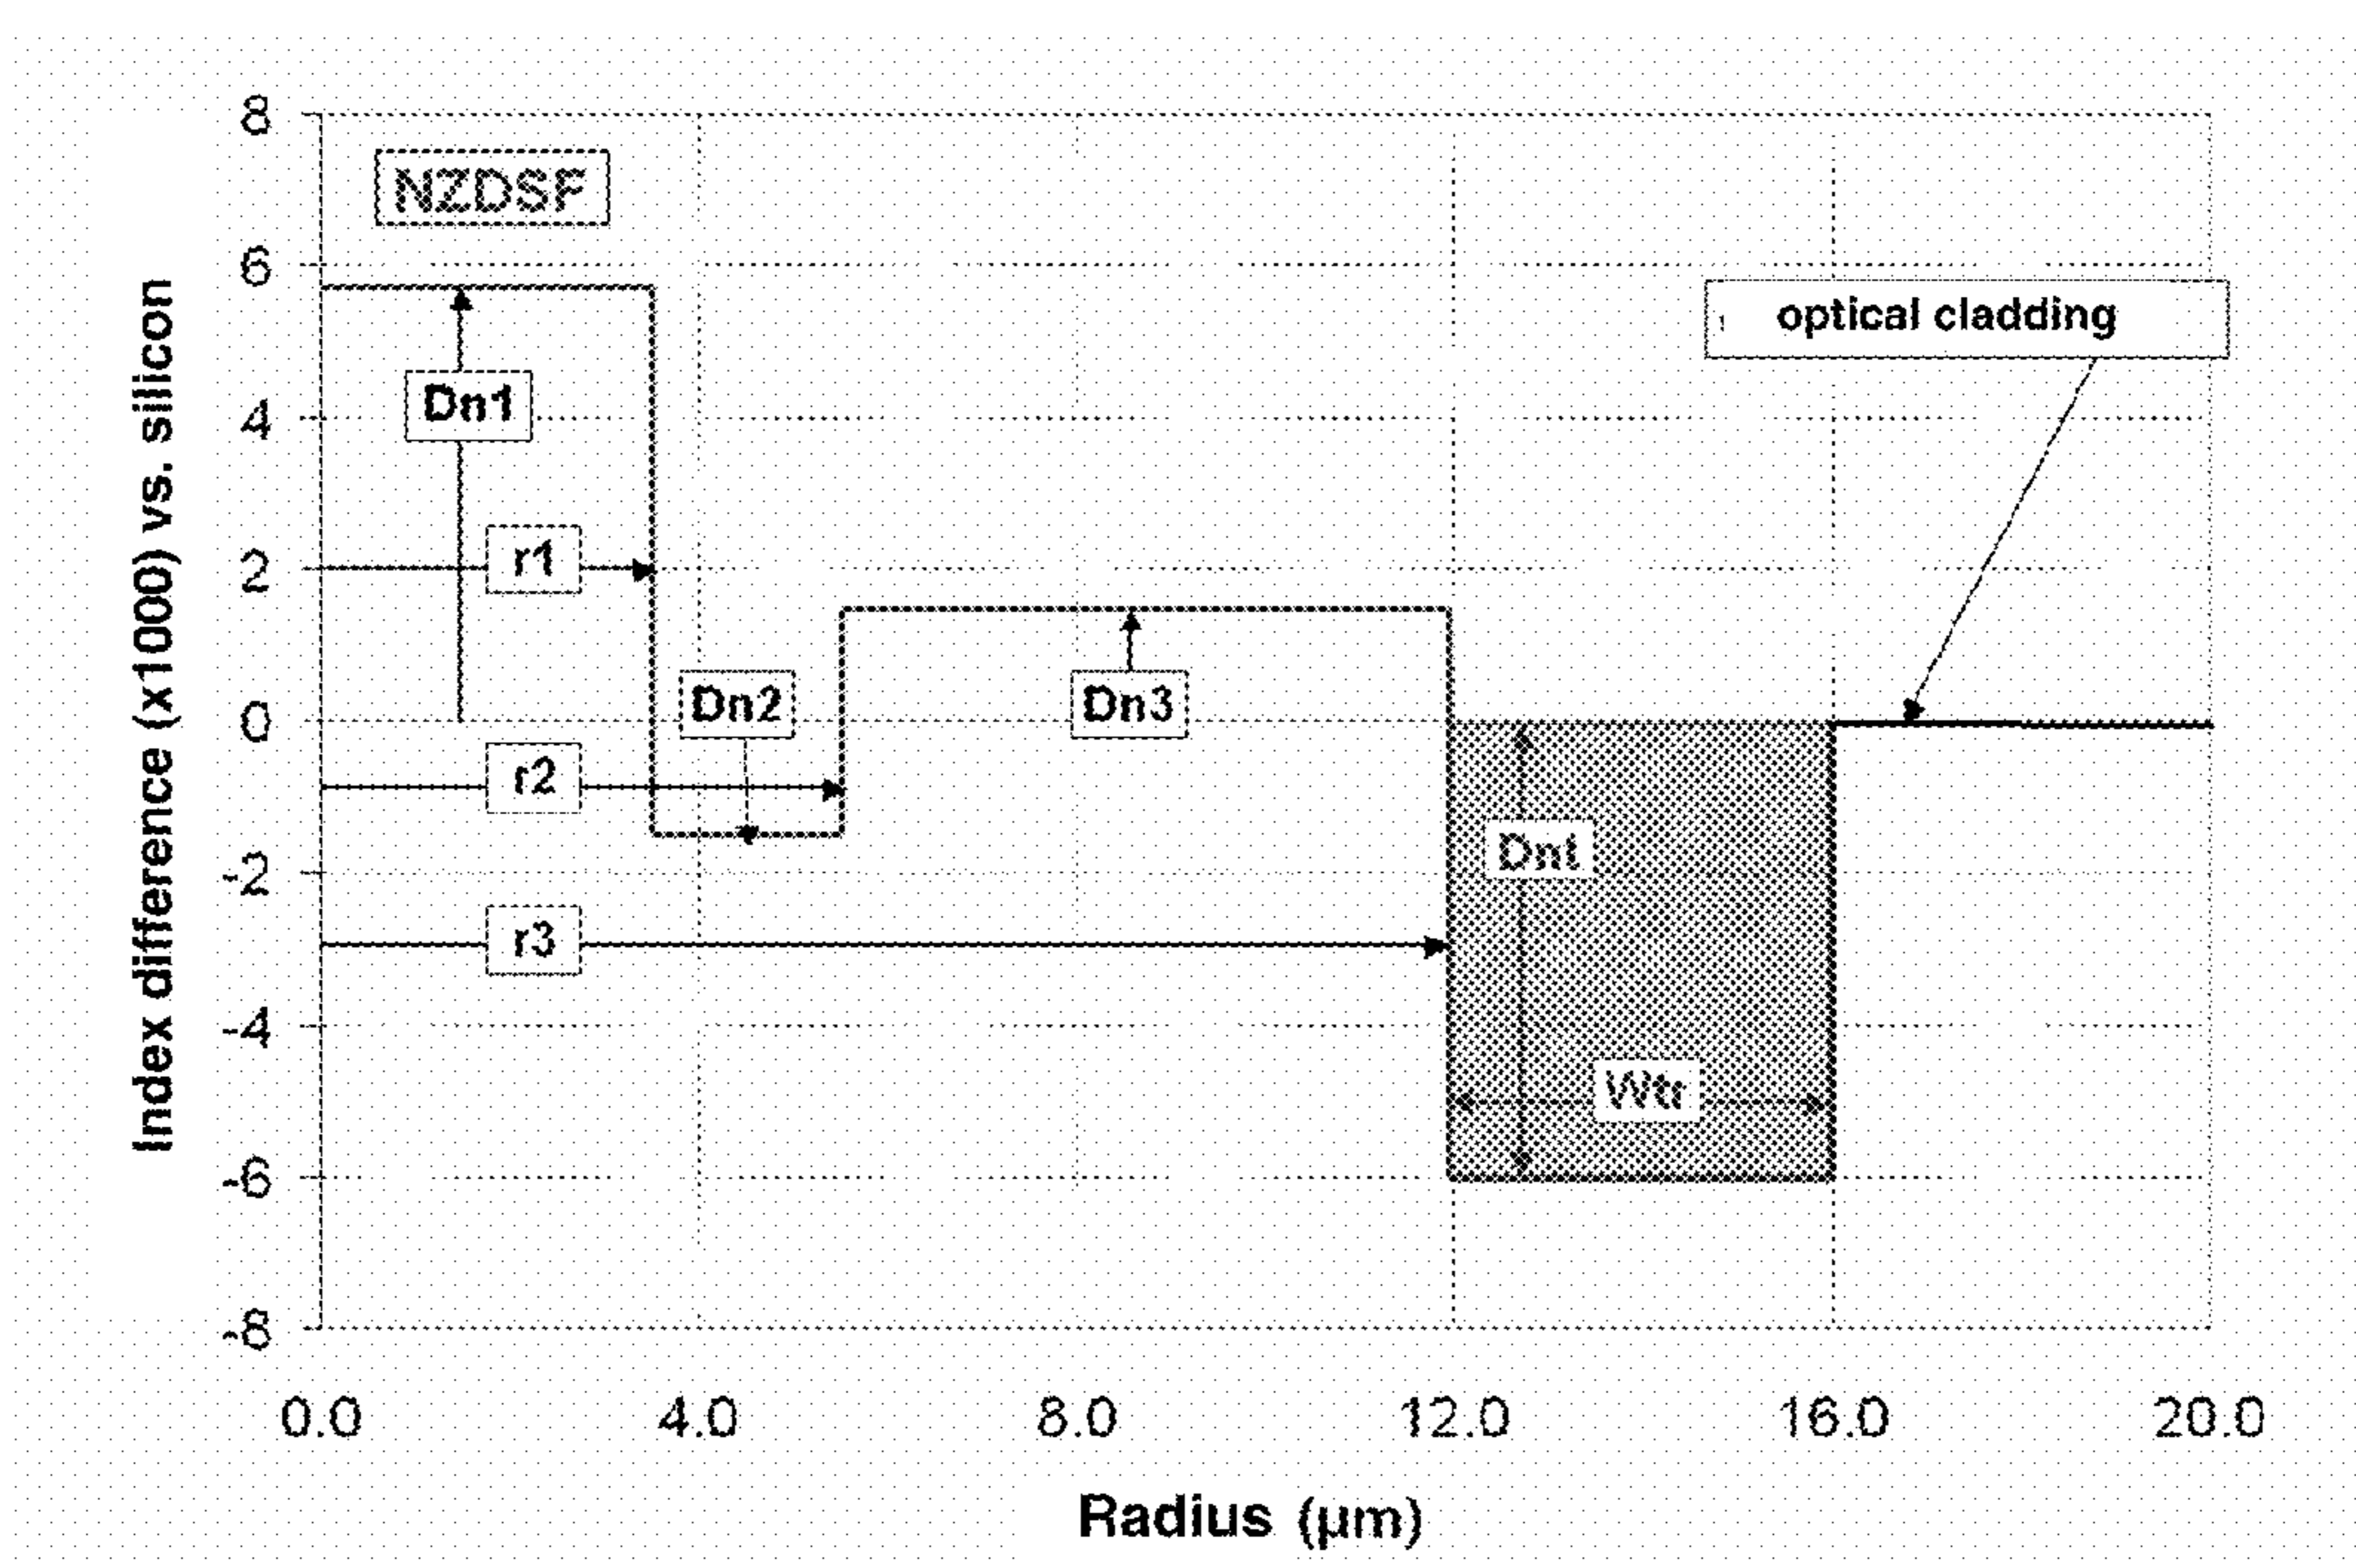 Index difference (x1000) vs. silicon
8
6
4
2
0
-2
-4
-6
-8
NZDSF
optical cladding
Dn1
r1
Dn2
Dn3
r2
Dnt
r3
Wtr
0.0 4.0 8.0 12.0 16.0 20.0
Radius (µm)